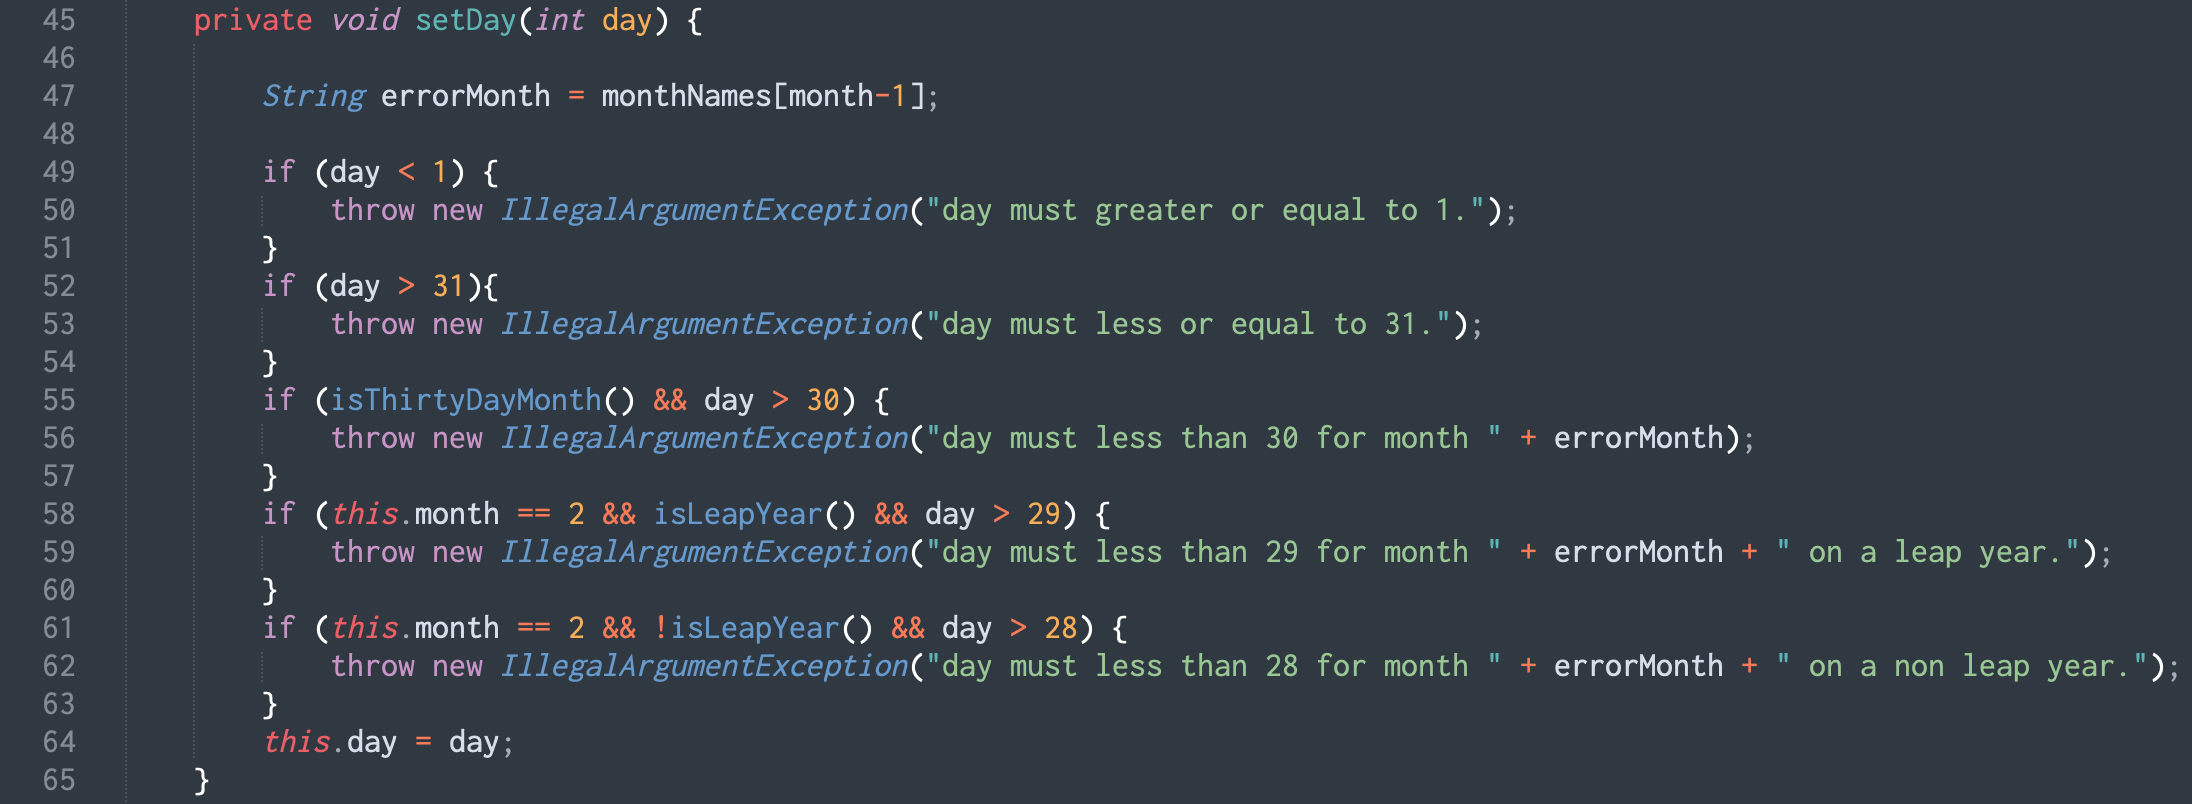 45 private void setDay(int day) {
46
47 String errorMonth = monthNames[month-1];
48
49 if (day < 1) {
50 throw new IllegalArgumentException("day must greater or equal to 1.");
51 }
52 if (day > 31){
53 throw new IllegalArgumentException("day must less or equal to 31.");
54 }
55 if (isThirtyDayMonth() && day > 30) {
56 throw new IllegalArgumentException("day must less than 30 for month " + errorMonth);
57 }
58 if (this.month == 2 && isLeapYear() && day > 29) {
59 throw new IllegalArgumentException("day must less than 29 for month " + errorMonth + " on a leap year.");
60 }
61 if (this.month == 2 && !isLeapYear() && day > 28) {
62 throw new IllegalArgumentException("day must less than 28 for month " + errorMonth + " on a non leap year.");
63 }
64 this.day = day;
65 }